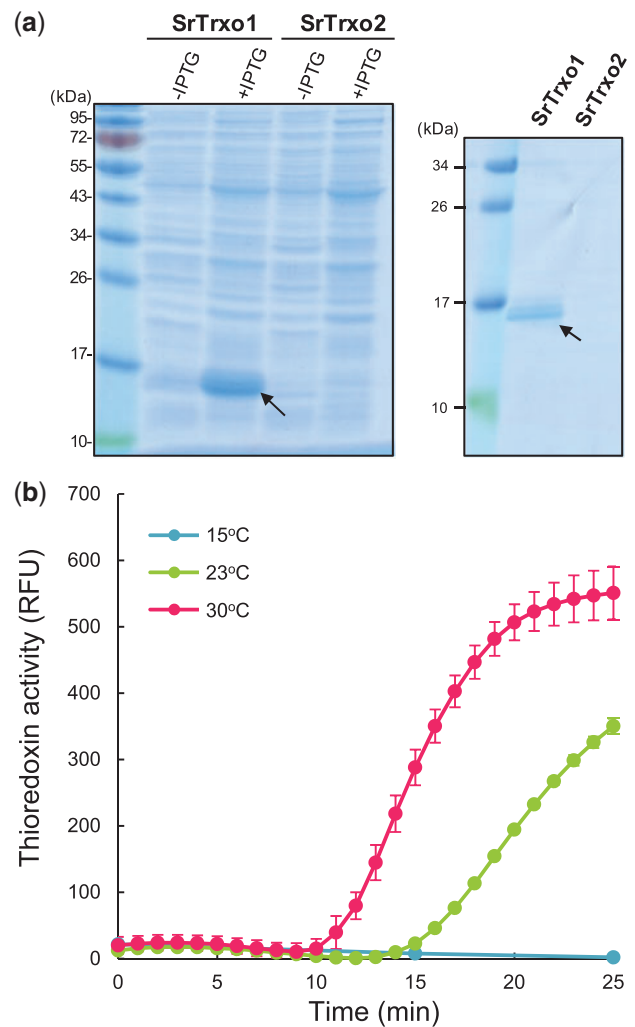 (a)
SrTrxo1 SrTrxo2
-IPTG +IPTG -IPTG +IPTG
(kDa)
95-
72-
55-
43-
34-
26-
17-
10-
SrTrxo1 SrTrxo2
(kDa)
34
26
17
10
(b)
700
600
500
400
300
200
100
0
Thioredoxin activity (RFU)
15°C
23°C
30°C
0 5 10 15 20 25
Time (min)